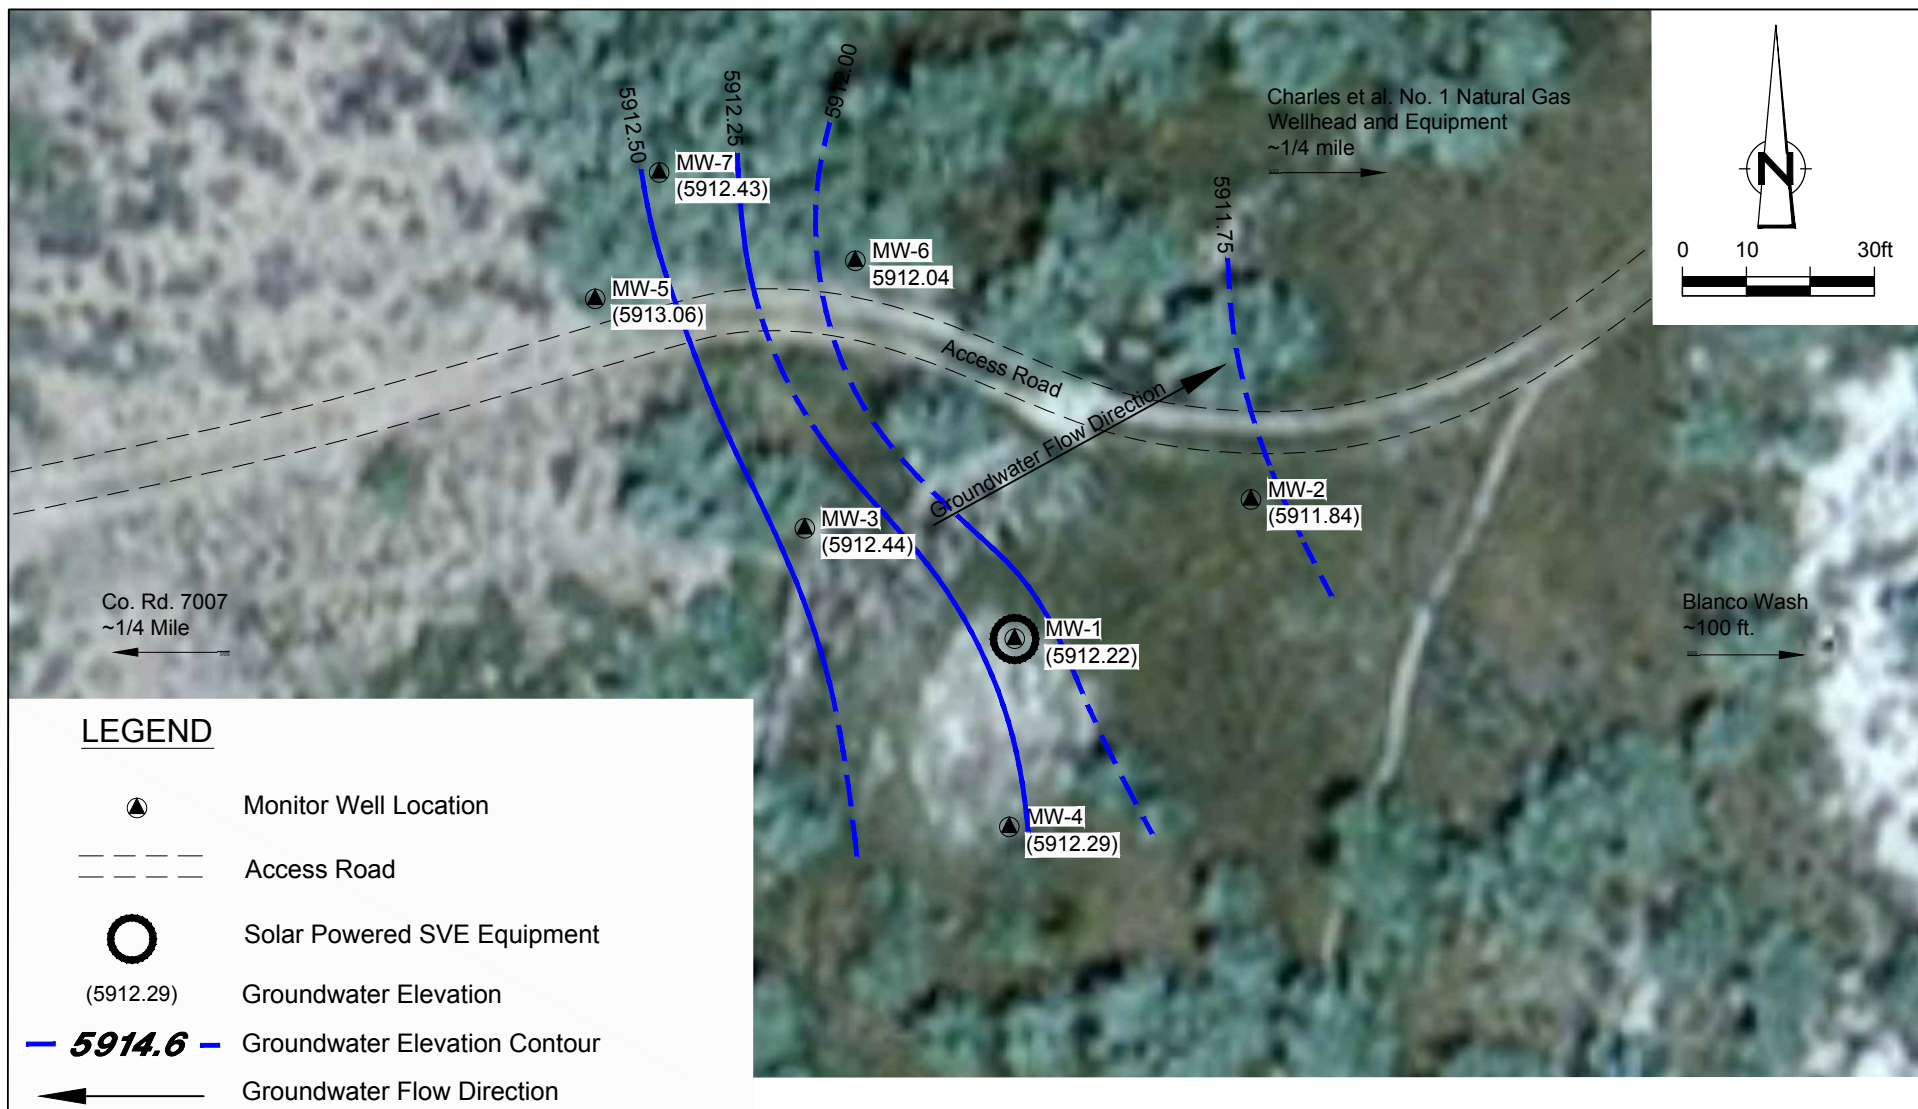 5912.50
5912.25
5912.00
5911.75
Charles et al. No. 1 Natural Gas
Wellhead and Equipment
~1/4 mile
N
0 10 30ft
MW-7
(5912.43)
MW-6
5912.04
MW-5
(5913.06)
Access Road
Groundwater Flow Direction
MW-2
(5911.84)
MW-3
(5912.44)
Co. Rd. 7007
~1/4 Mile
MW-1
(5912.22)
Blanco Wash
~100 ft.
MW-4
(5912.29)
LEGEND
Monitor Well Location
Access Road
Solar Powered SVE Equipment
(5912.29) Groundwater Elevation
5914.6 Groundwater Elevation Contour
Groundwater Flow Direction